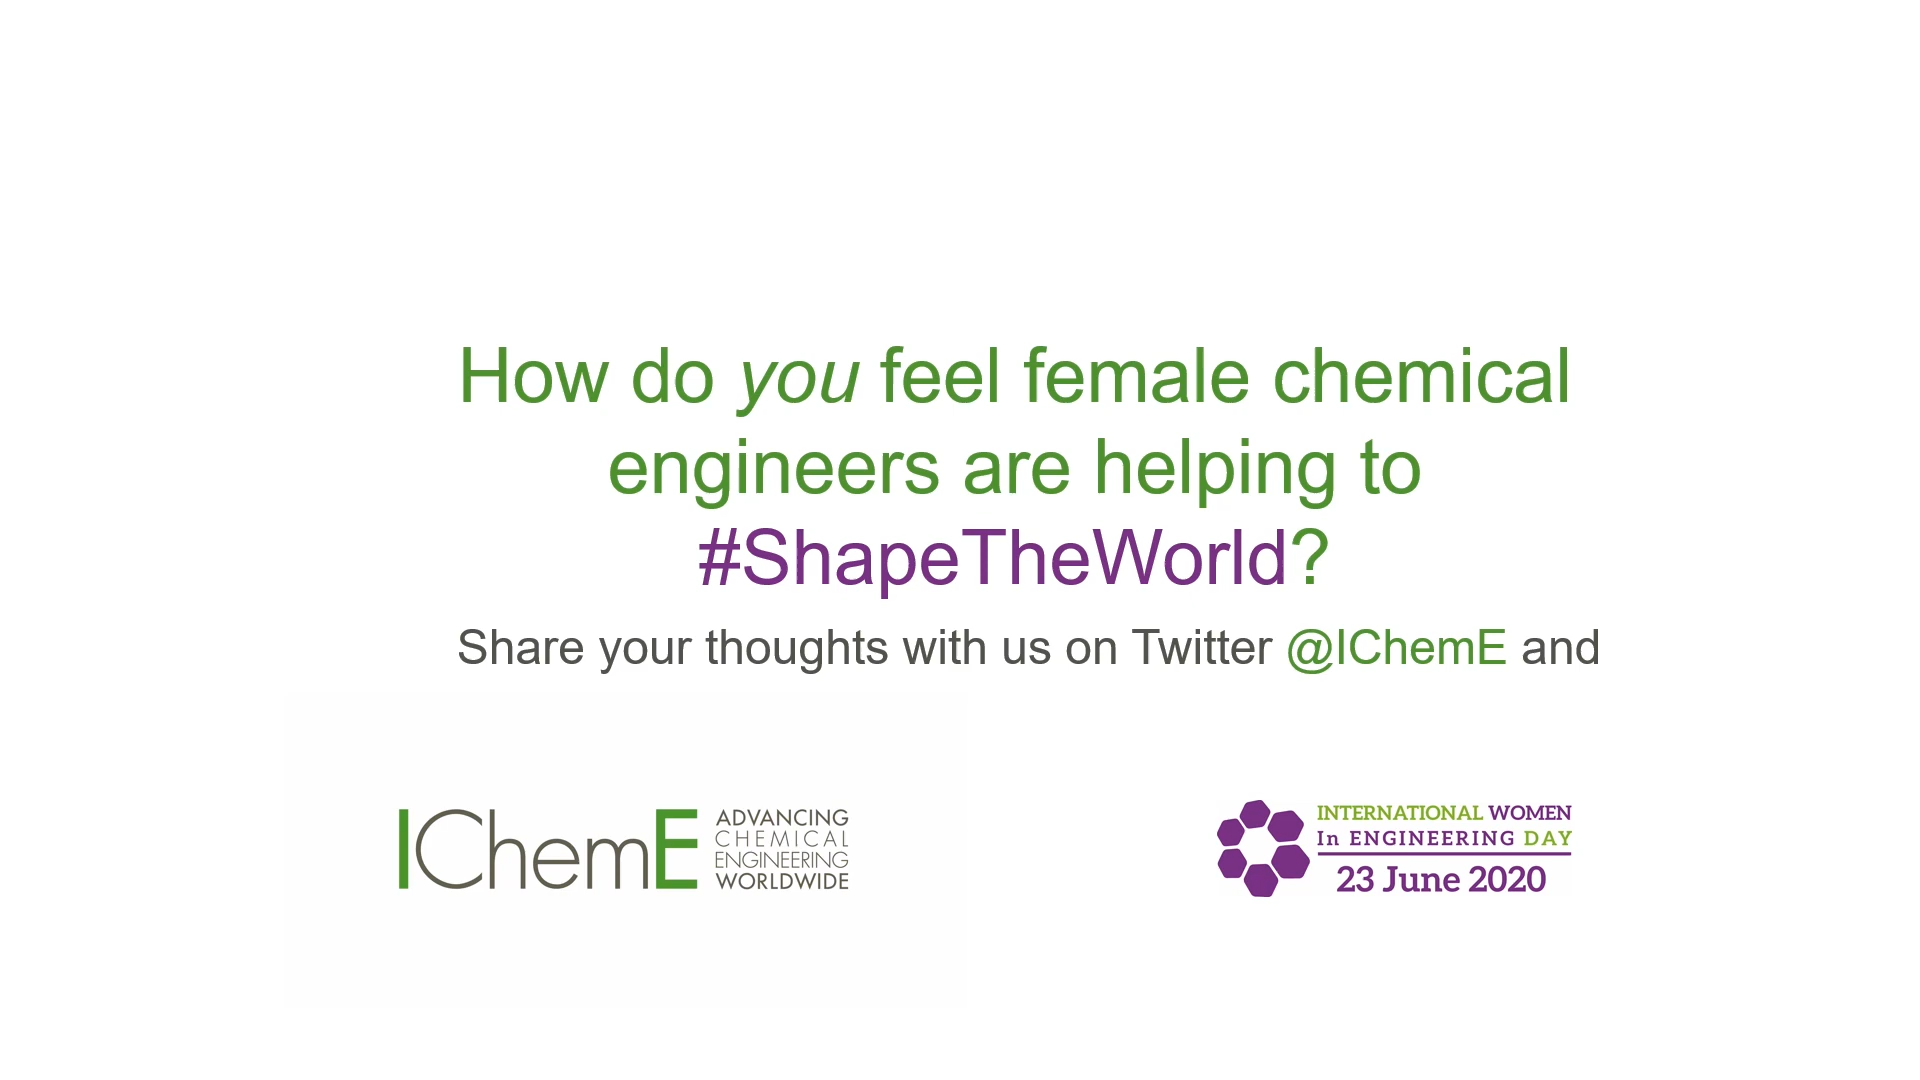 How do you feel female chemical
engineers are helping to
#ShapeTheWorld?
Share your thoughts with us on Twitter @IChemE and
IChemE
ADVANCING
CHEMICAL
ENGINEERING
WORLDWIDE
INTERNATIONAL WOMEN
In ENGINEERING DAY
23 June 2020